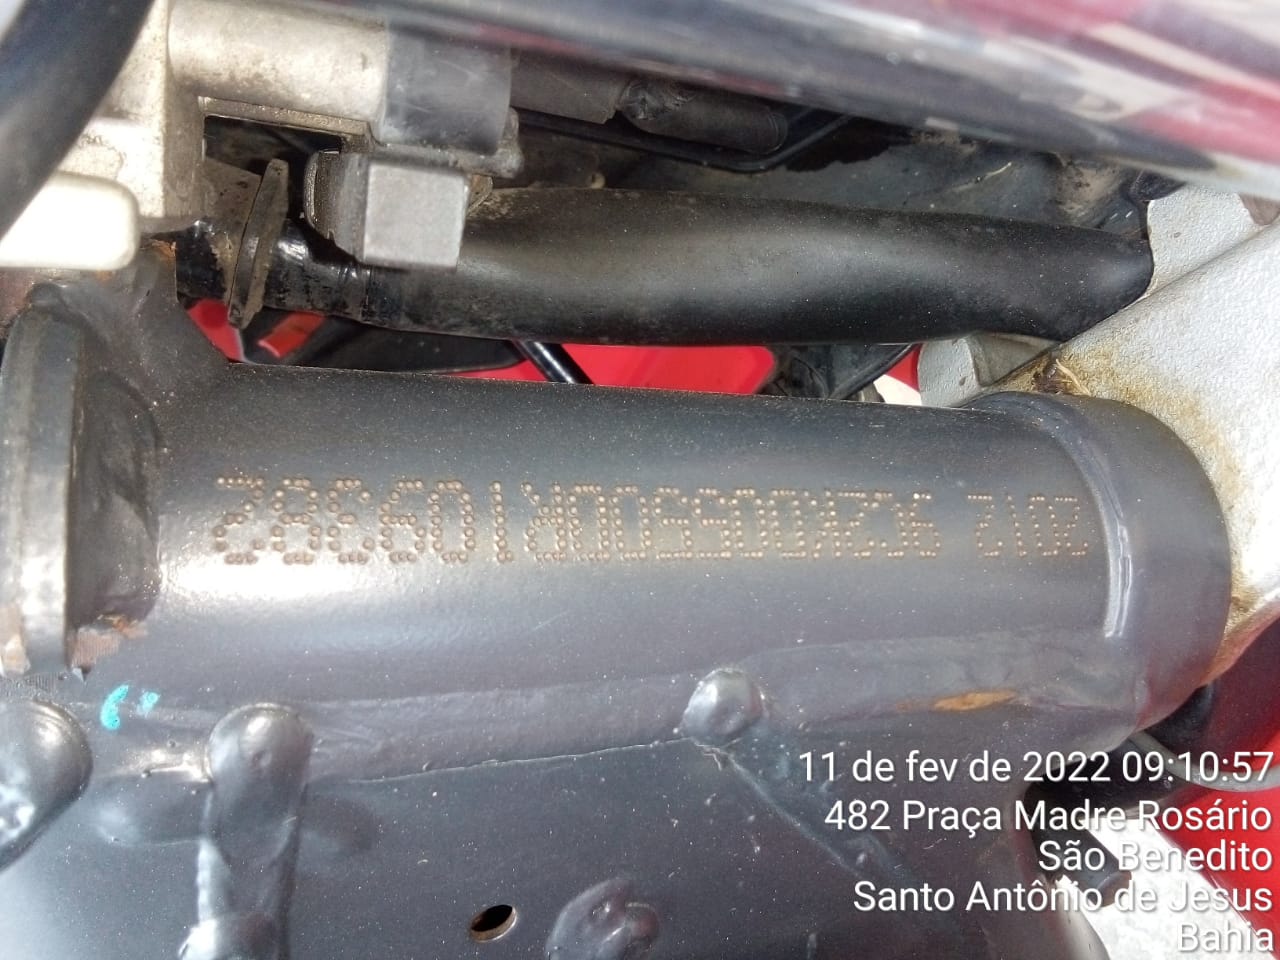 2012 9C2KD0550CR109382
11 de fev de 2022 09:10:57
482 Praça Madre Rosário
São Benedito
Santo Antônio de Jesus
Bahia